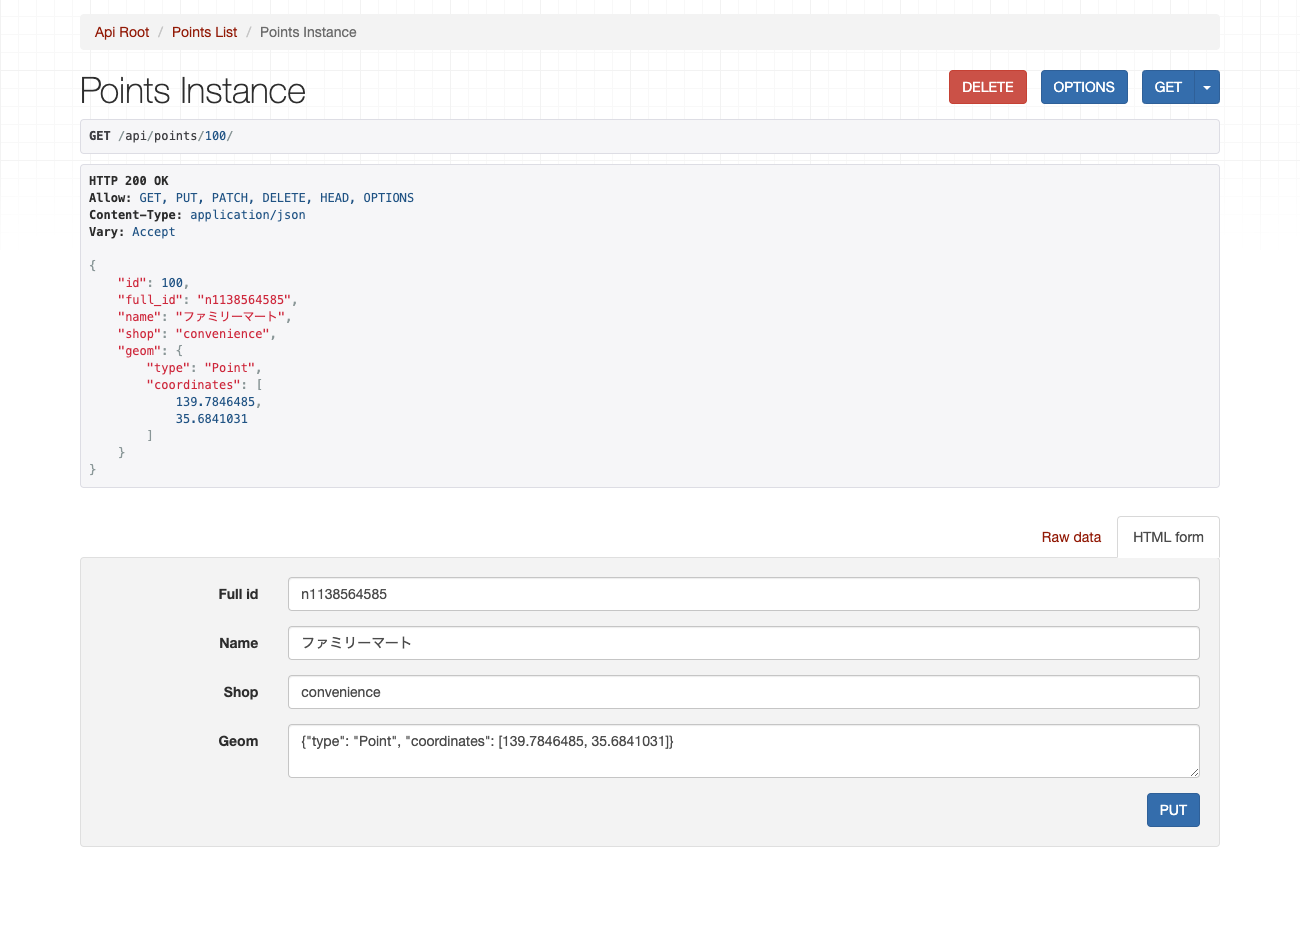 Api Root / Points List / Points Instance
Points Instance
DELETE OPTIONS GET
GET /api/points/100/
HTTP 200 OK
Allow: GET, PUT, PATCH, DELETE, HEAD, OPTIONS
Content-Type: application/json
Vary: Accept
{
    "id": 100,
    "full_id": "n1138564585",
    "name": "ファミリーマート",
    "shop": "convenience",
    "geom": {
        "type": "Point",
        "coordinates": [
            139.7846485,
            35.6841031
        ]
    }
}
Raw data HTML form
Full id n1138564585
Name ファミリーマート
Shop convenience
Geom {"type": "Point", "coordinates": [139.7846485, 35.6841031]}
PUT